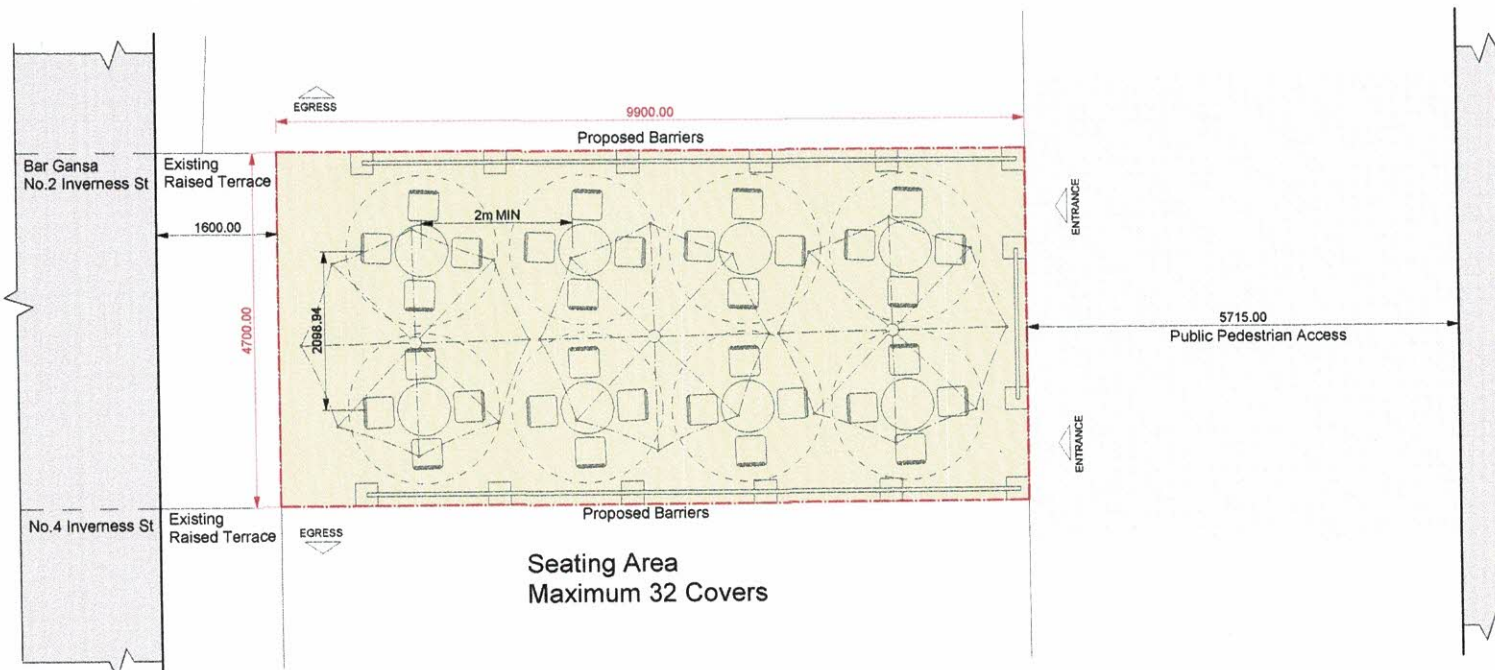 EGRESS
9900.00
Proposed Barriers
Bar Gansa
No.2 Inverness St
Existing
Raised Terrace
1600.00
2m MIN
ENTRANCE
4700.00
2098.94
5715.00
Public Pedestrian Access
ENTRANCE
No.4 Inverness St
Existing
Raised Terrace
EGRESS
Proposed Barriers
Seating Area
Maximum 32 Covers